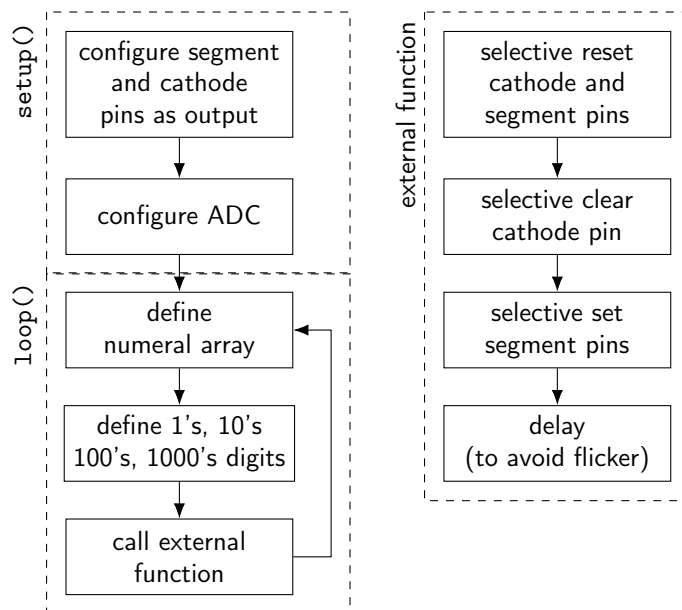 setup()
configure segment
and cathode
pins as output
configure ADC
loop()
define
numeral array
define 1's, 10's
100's, 1000's digits
call external
function
external function
selective reset
cathode and
segment pins
selective clear
cathode pin
selective set
segment pins
delay
(to avoid flicker)